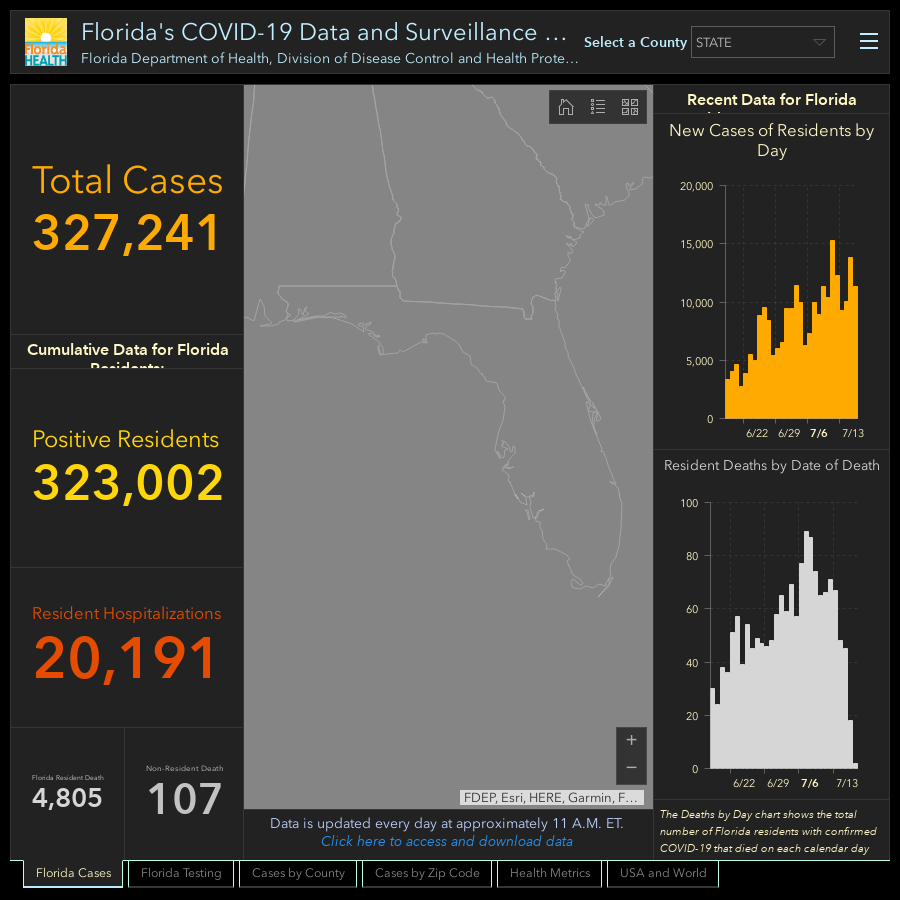 Florida
HEALTH
Florida's COVID-19 Data and Surveillance ...
Florida Department of Health, Division of Disease Control and Health Prote...
Select a County
STATE
Total Cases
327,241
Cumulative Data for Florida
Residents:
Positive Residents
323,002
Resident Hospitalizations
20,191
Florida Resident Death
4,805
Non-Resident Death
107
+
−
FDEP, Esri, HERE, Garmin, F...
Data is updated every day at approximately 11 A.M. ET.
Click here to access and download data
Recent Data for Florida
New Cases of Residents by
Day
20,000
15,000
10,000
5,000
0
6/22 6/29 7/6 7/13
Resident Deaths by Date of Death
100
80
60
40
20
0
6/22 6/29 7/6 7/13
The Deaths by Day chart shows the total
number of Florida residents with confirmed
COVID-19 that died on each calendar day
Florida Cases Florida Testing Cases by County Cases by Zip Code Health Metrics USA and World